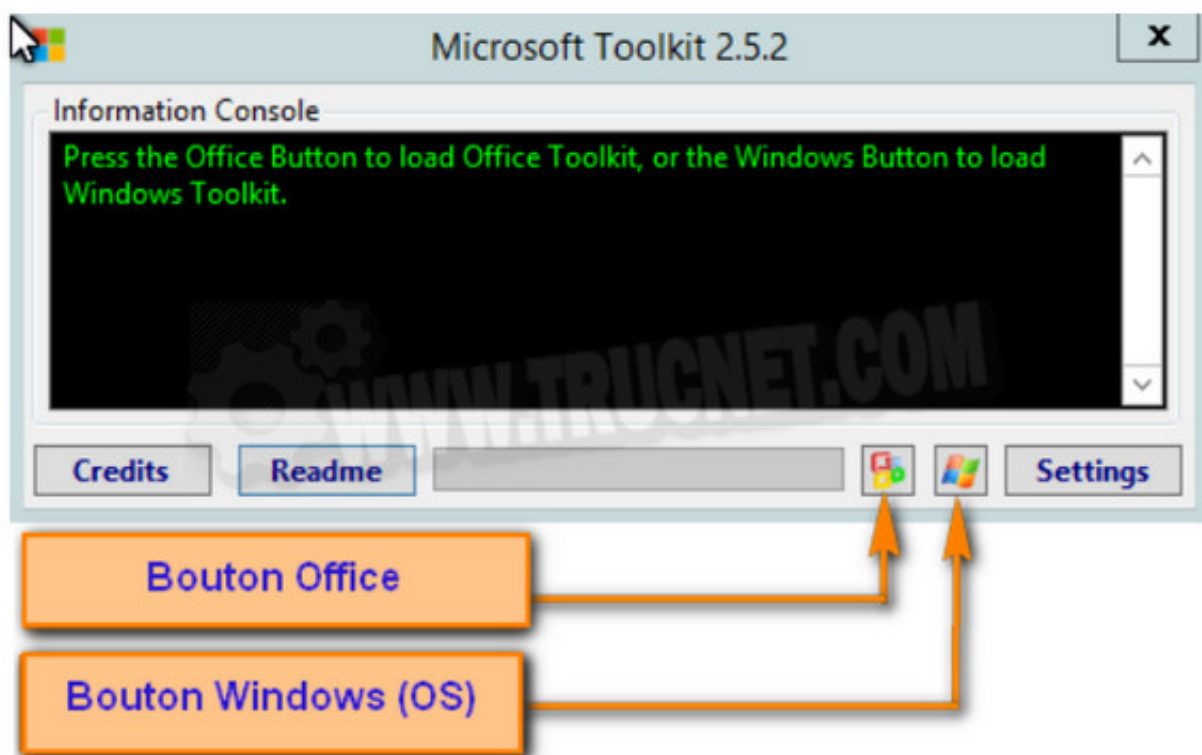 Microsoft Toolkit 2.5.2
x
Information Console
Press the Office Button to load Office Toolkit, or the Windows Button to load
Windows Toolkit.
WWW.TRUCNET.COM
Credits
Readme
Settings
Bouton Office
Bouton Windows (OS)